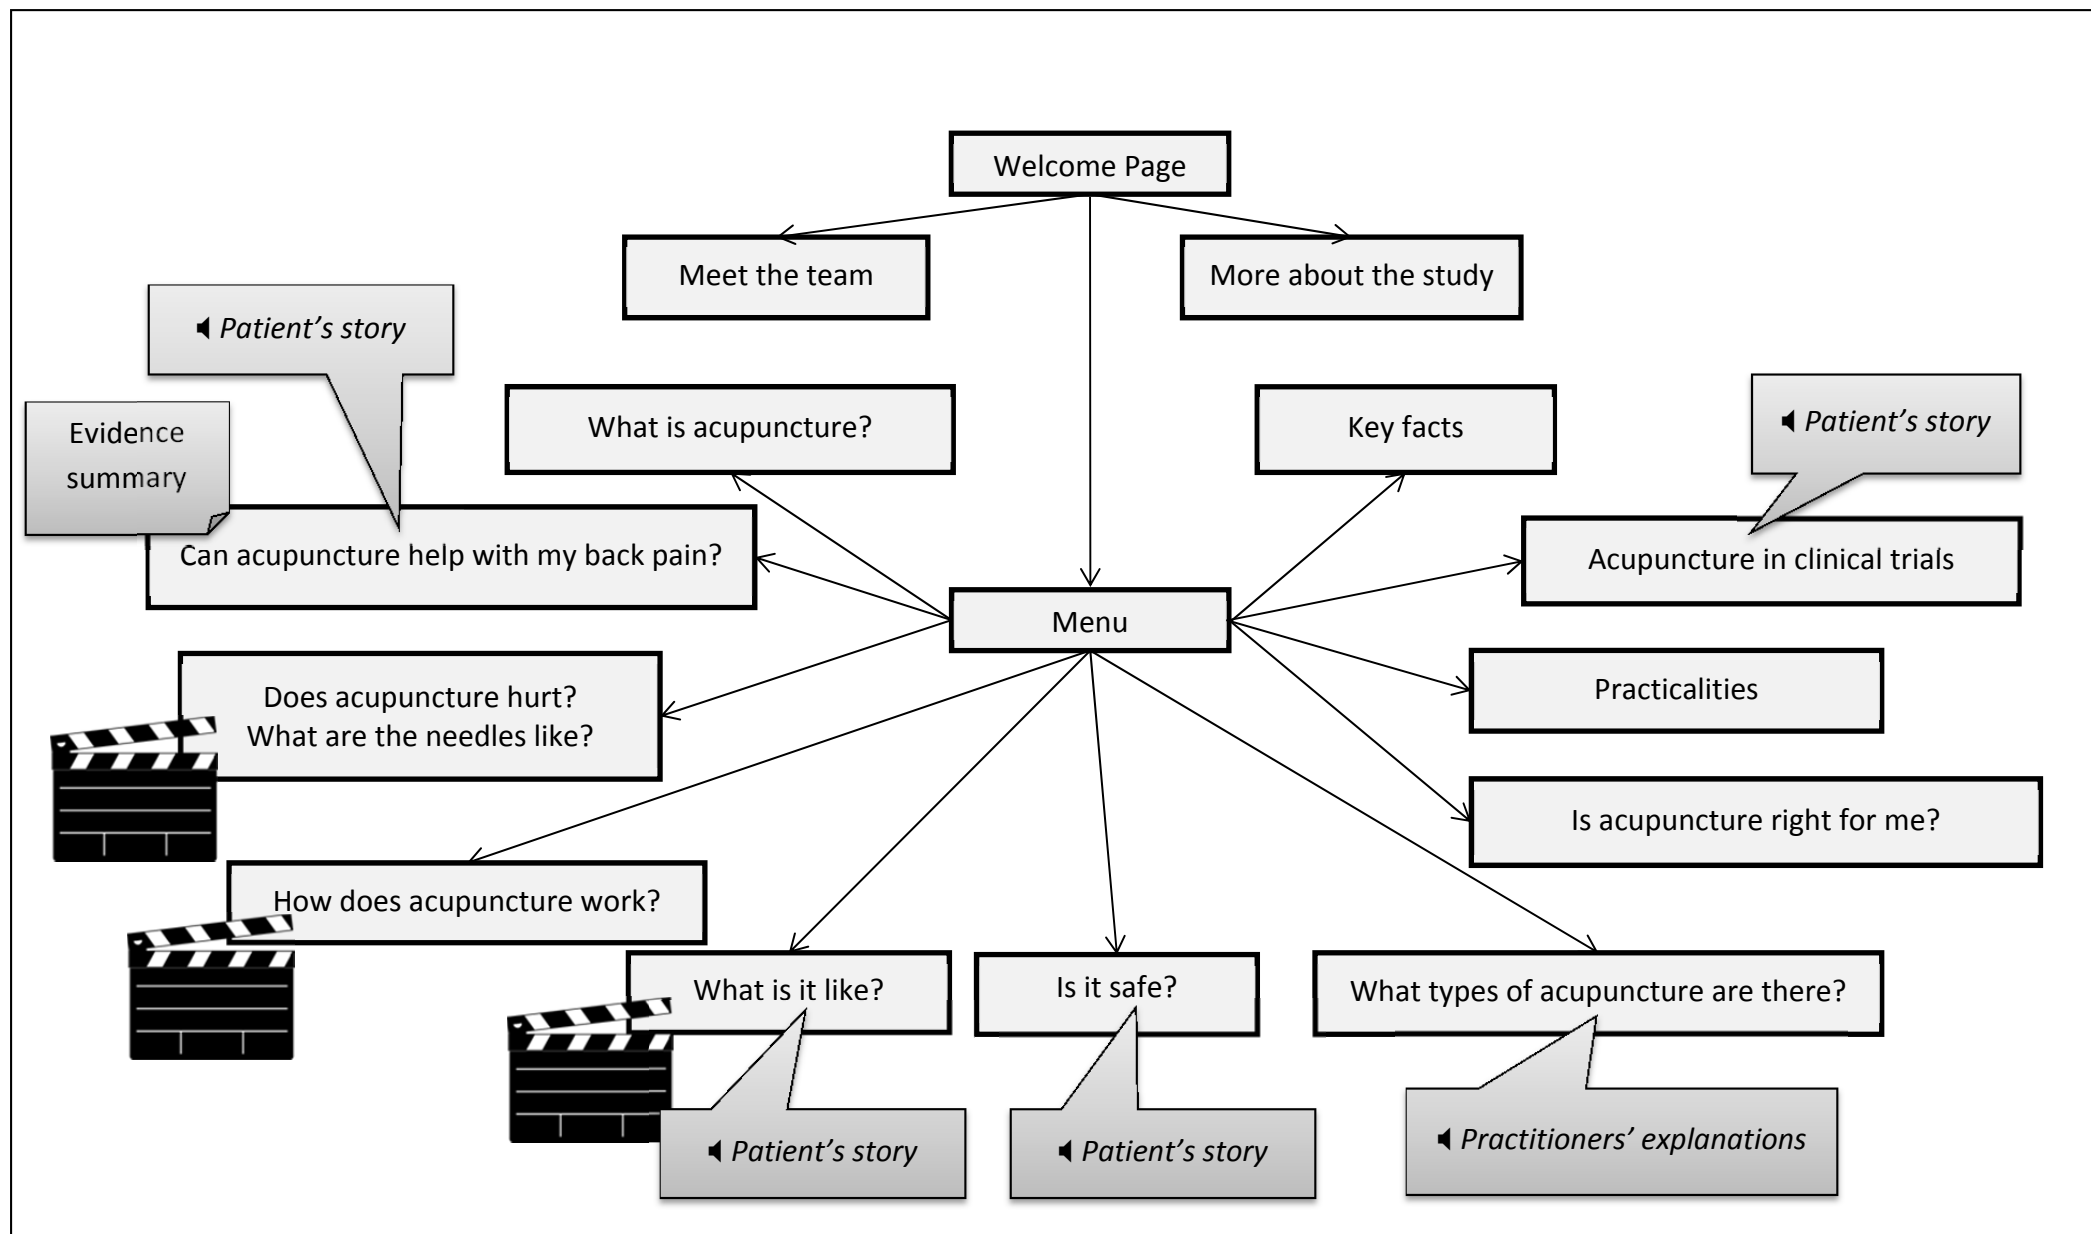 Welcome Page
Meet the team
More about the study
Patient’s story
What is acupuncture?
Key facts
Patient’s story
Evidence
summary
Can acupuncture help with my back pain?
Acupuncture in clinical trials
Menu
Does acupuncture hurt?
What are the needles like?
Practicalities
Is acupuncture right for me?
How does acupuncture work?
What is it like?
Is it safe?
What types of acupuncture are there?
Patient’s story
Patient’s story
Practitioners’ explanations